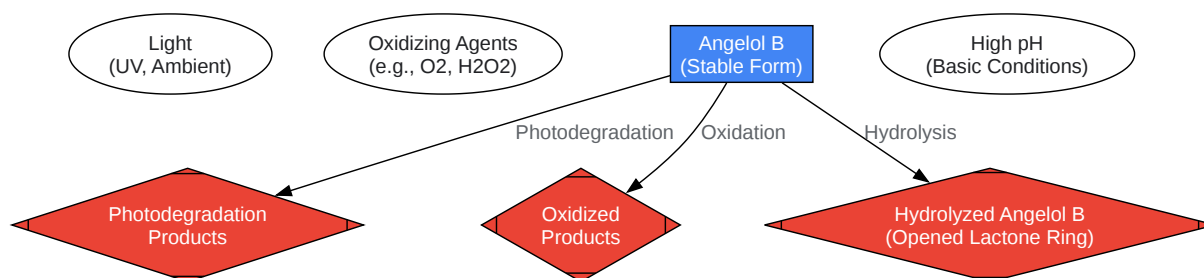 Light
(UV, Ambient)
Oxidizing Agents
(e.g., O2, H2O2)
Angelol B
(Stable Form)
High pH
(Basic Conditions)
Photodegradation
Oxidation
Hydrolysis
Photodegradation
Products
Oxidized
Products
Hydrolyzed Angelol B
(Opened Lactone Ring)